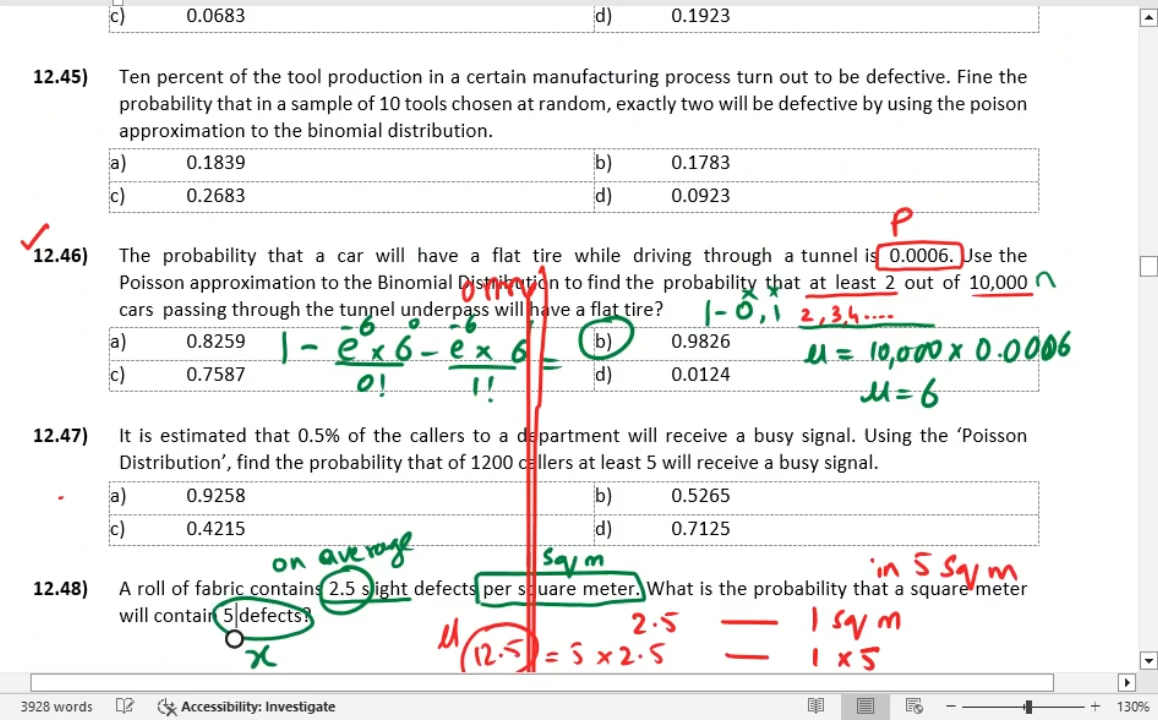 c) 0.0683 d) 0.1923
12.45) Ten percent of the tool production in a certain manufacturing process turn out to be defective. Fine the
probability that in a sample of 10 tools chosen at random, exactly two will be defective by using the poison
approximation to the binomial distribution.
a) 0.1839 b) 0.1783
c) 0.2683 d) 0.0923
P
12.46) The probability that a car will have a flat tire while driving through a tunnel is 0.0006. Use the
Poisson approximation to the Binomial Distribution to find the probability that at least 2 out of 10,000 n
only
cars passing through the tunnel underpass will have a flat tire? 1 - 0, 1 2, 3, 4 ....
a) 0.8259 b) 0.9826
1 - e^-6 x 6^0 / 0! - e^-6 x 6 / 1! =
μ = 10,000 x 0.0006
c) 0.7587 d) 0.0124
μ = 6
12.47) It is estimated that 0.5% of the callers to a department will receive a busy signal. Using the ‘Poisson
Distribution’, find the probability that of 1200 callers at least 5 will receive a busy signal.
a) 0.9258 b) 0.5265
c) 0.4215 d) 0.7125
on average sq m in 5 sq m
12.48) A roll of fabric contains 2.5 slight defects per square meter. What is the probability that a square meter
will contain 5 defects?
2.5 — 1 sq m
x μ 12.5 = 5 x 2.5 — 1 x 5
3928 words Accessibility: Investigate 130%